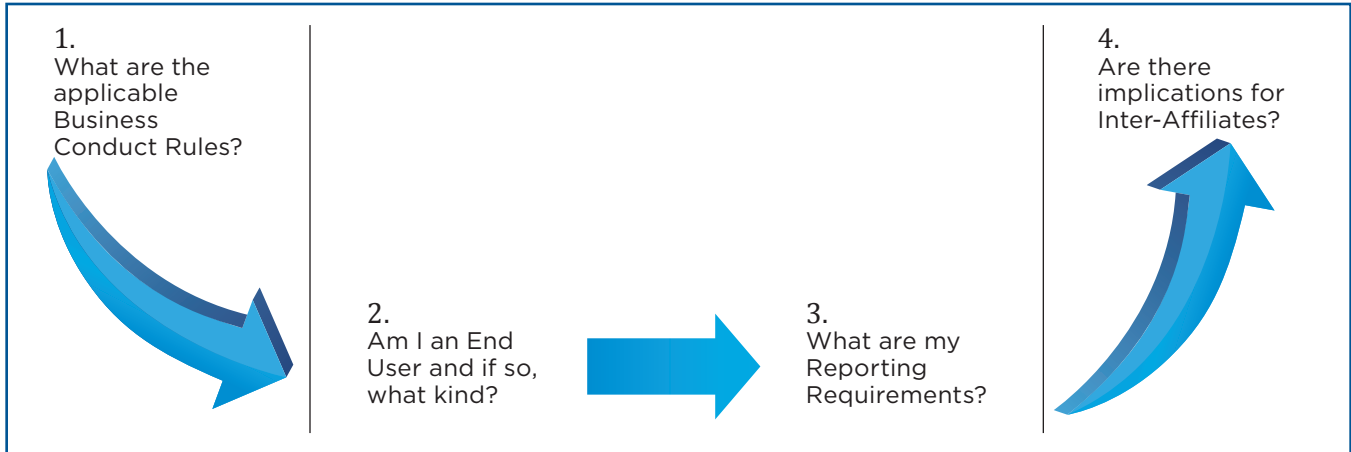 1.
What are the
applicable
Business
Conduct Rules?
2.
Am I an End
User and if so,
what kind?
3.
What are my
Reporting
Requirements?
4.
Are there
implications for
Inter-Affiliates?